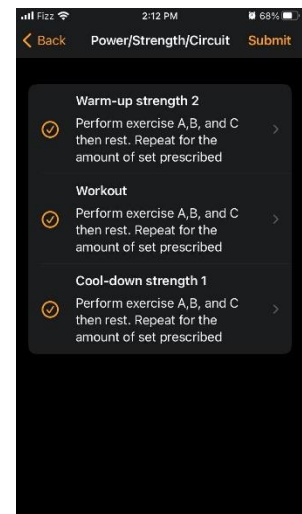 Fizz 2:12 PM 68%
Back Power/Strength/Circuit Submit
Warm-up strength 2
Perform exercise A,B, and C
then rest. Repeat for the
amount of set prescribed
Workout
Perform exercise A,B, and C
then rest. Repeat for the
amount of set prescribed
Cool-down strength 1
Perform exercise A,B, and C
then rest. Repeat for the
amount of set prescribed